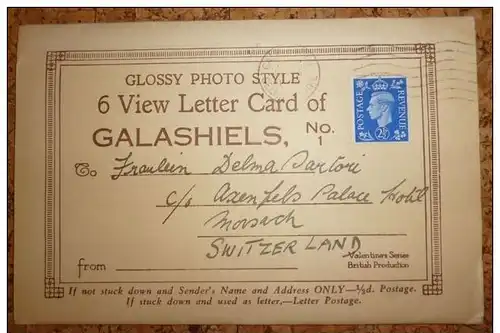 GLOSSY PHOTO STYLE
6 View Letter Card of
GALASHIELS, No. 1
POSTAGE REVENUE
2½D
To Fraulein Delma Sartori
c/o Axenfels Palace Hotel
Morsach
SWITZERLAND
from
Valentines Series
British Production
If not stuck down and Sender's Name and Address ONLY—½d. Postage.
If stuck down and used as letter,—Letter Postage.